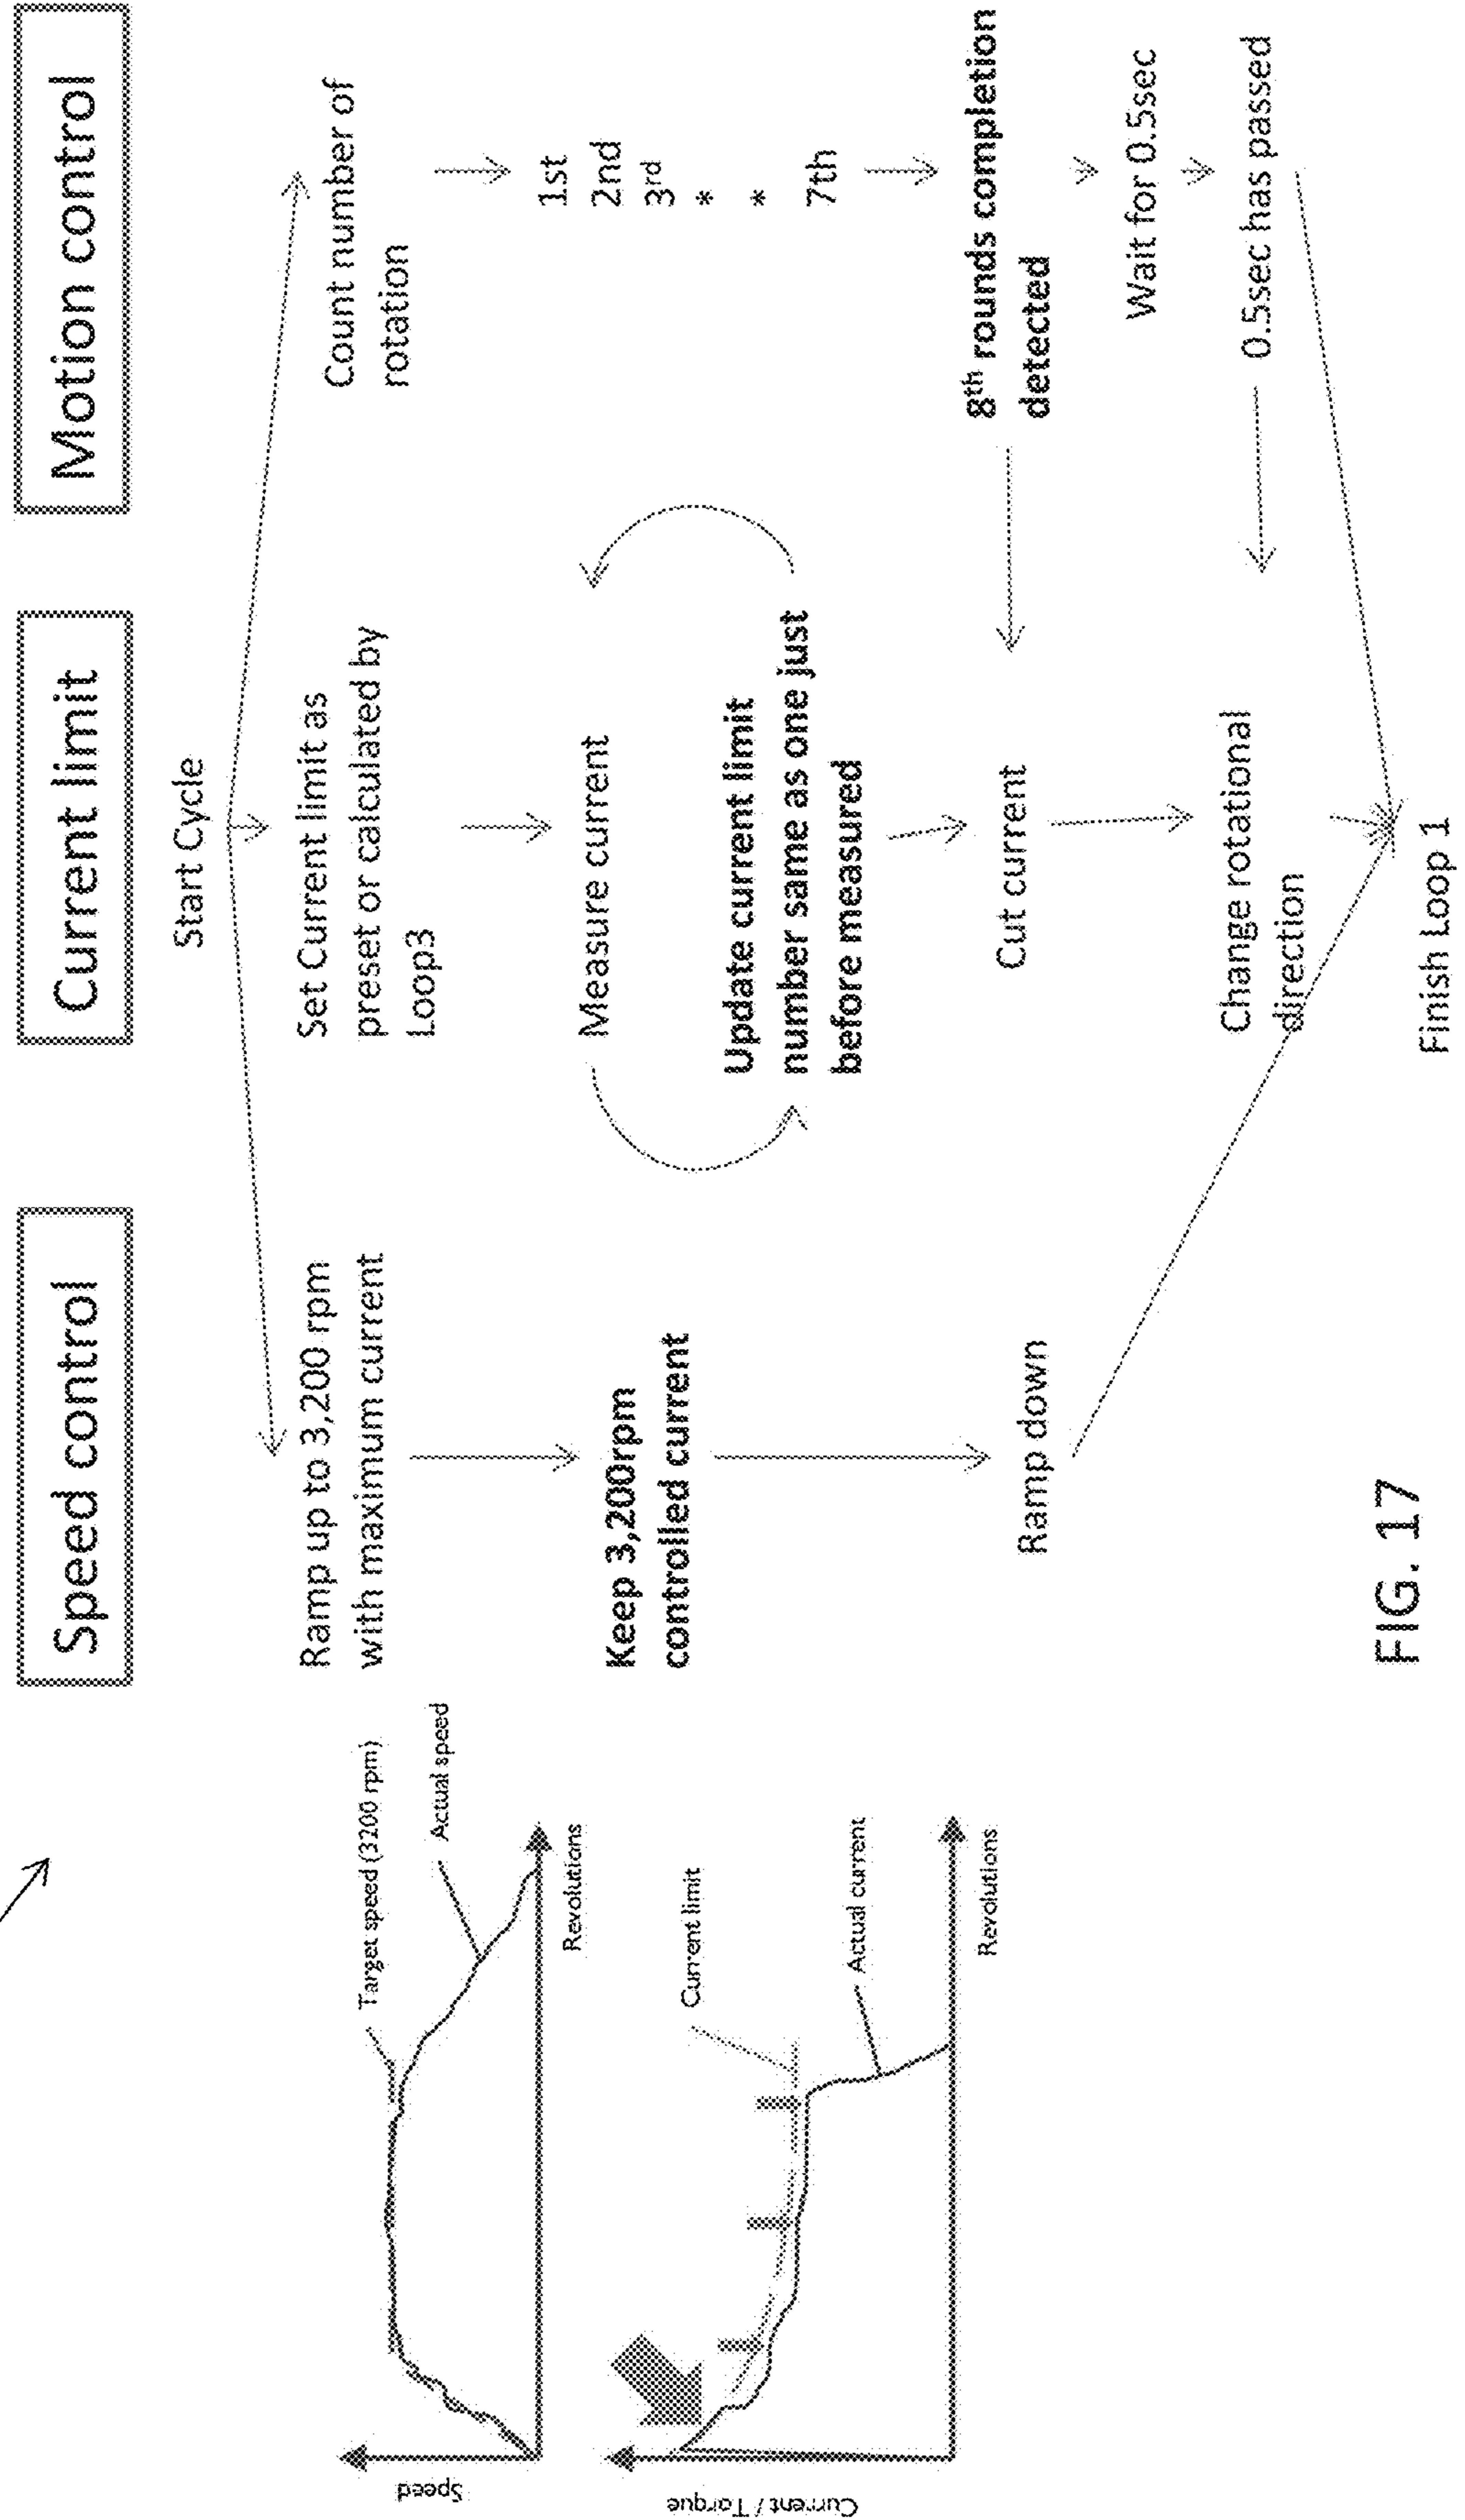 Speed control
Current limit
Motion control
Start Cycle
Ramp up to 3,200 rpm
with maximum current
Set Current limit as
preset or calculated by
Loop3
Count number of
rotation
Measure current
1st
2nd
3rd
*
*
7th
Keep 3,200rpm
controlled current
Update current limit
number same as one just
before measured
8th rounds completion
detected
Ramp down
Cut current
Wait for 0.5sec
Change rotational
direction
0.5sec has passed
Finish Loop 1
Speed
Target speed (3200 rpm)
Actual speed
Revolutions
Current / Torque
Current limit
Actual current
Revolutions
FIG. 17